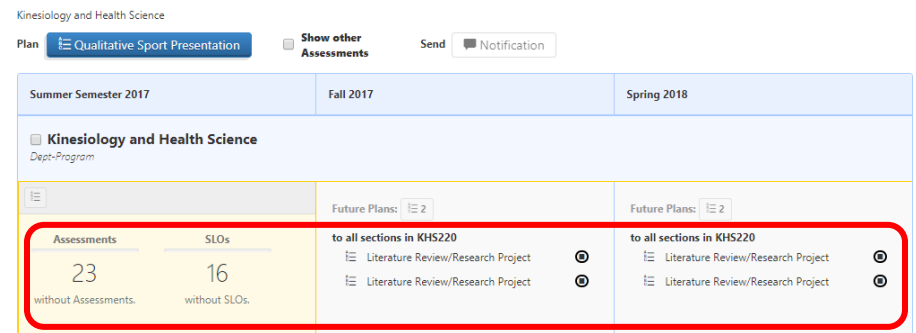 Kinesiology and Health Science
Plan Qualitative Sport Presentation Show other Assessments Send Notification
Summer Semester 2017 Fall 2017 Spring 2018
Kinesiology and Health Science
Dept-Program
Future Plans: 2 Future Plans: 2
Assessments SLOs to all sections in KHS220 to all sections in KHS220
23 16 Literature Review/Research Project Literature Review/Research Project
without Assessments. without SLOs. Literature Review/Research Project Literature Review/Research Project